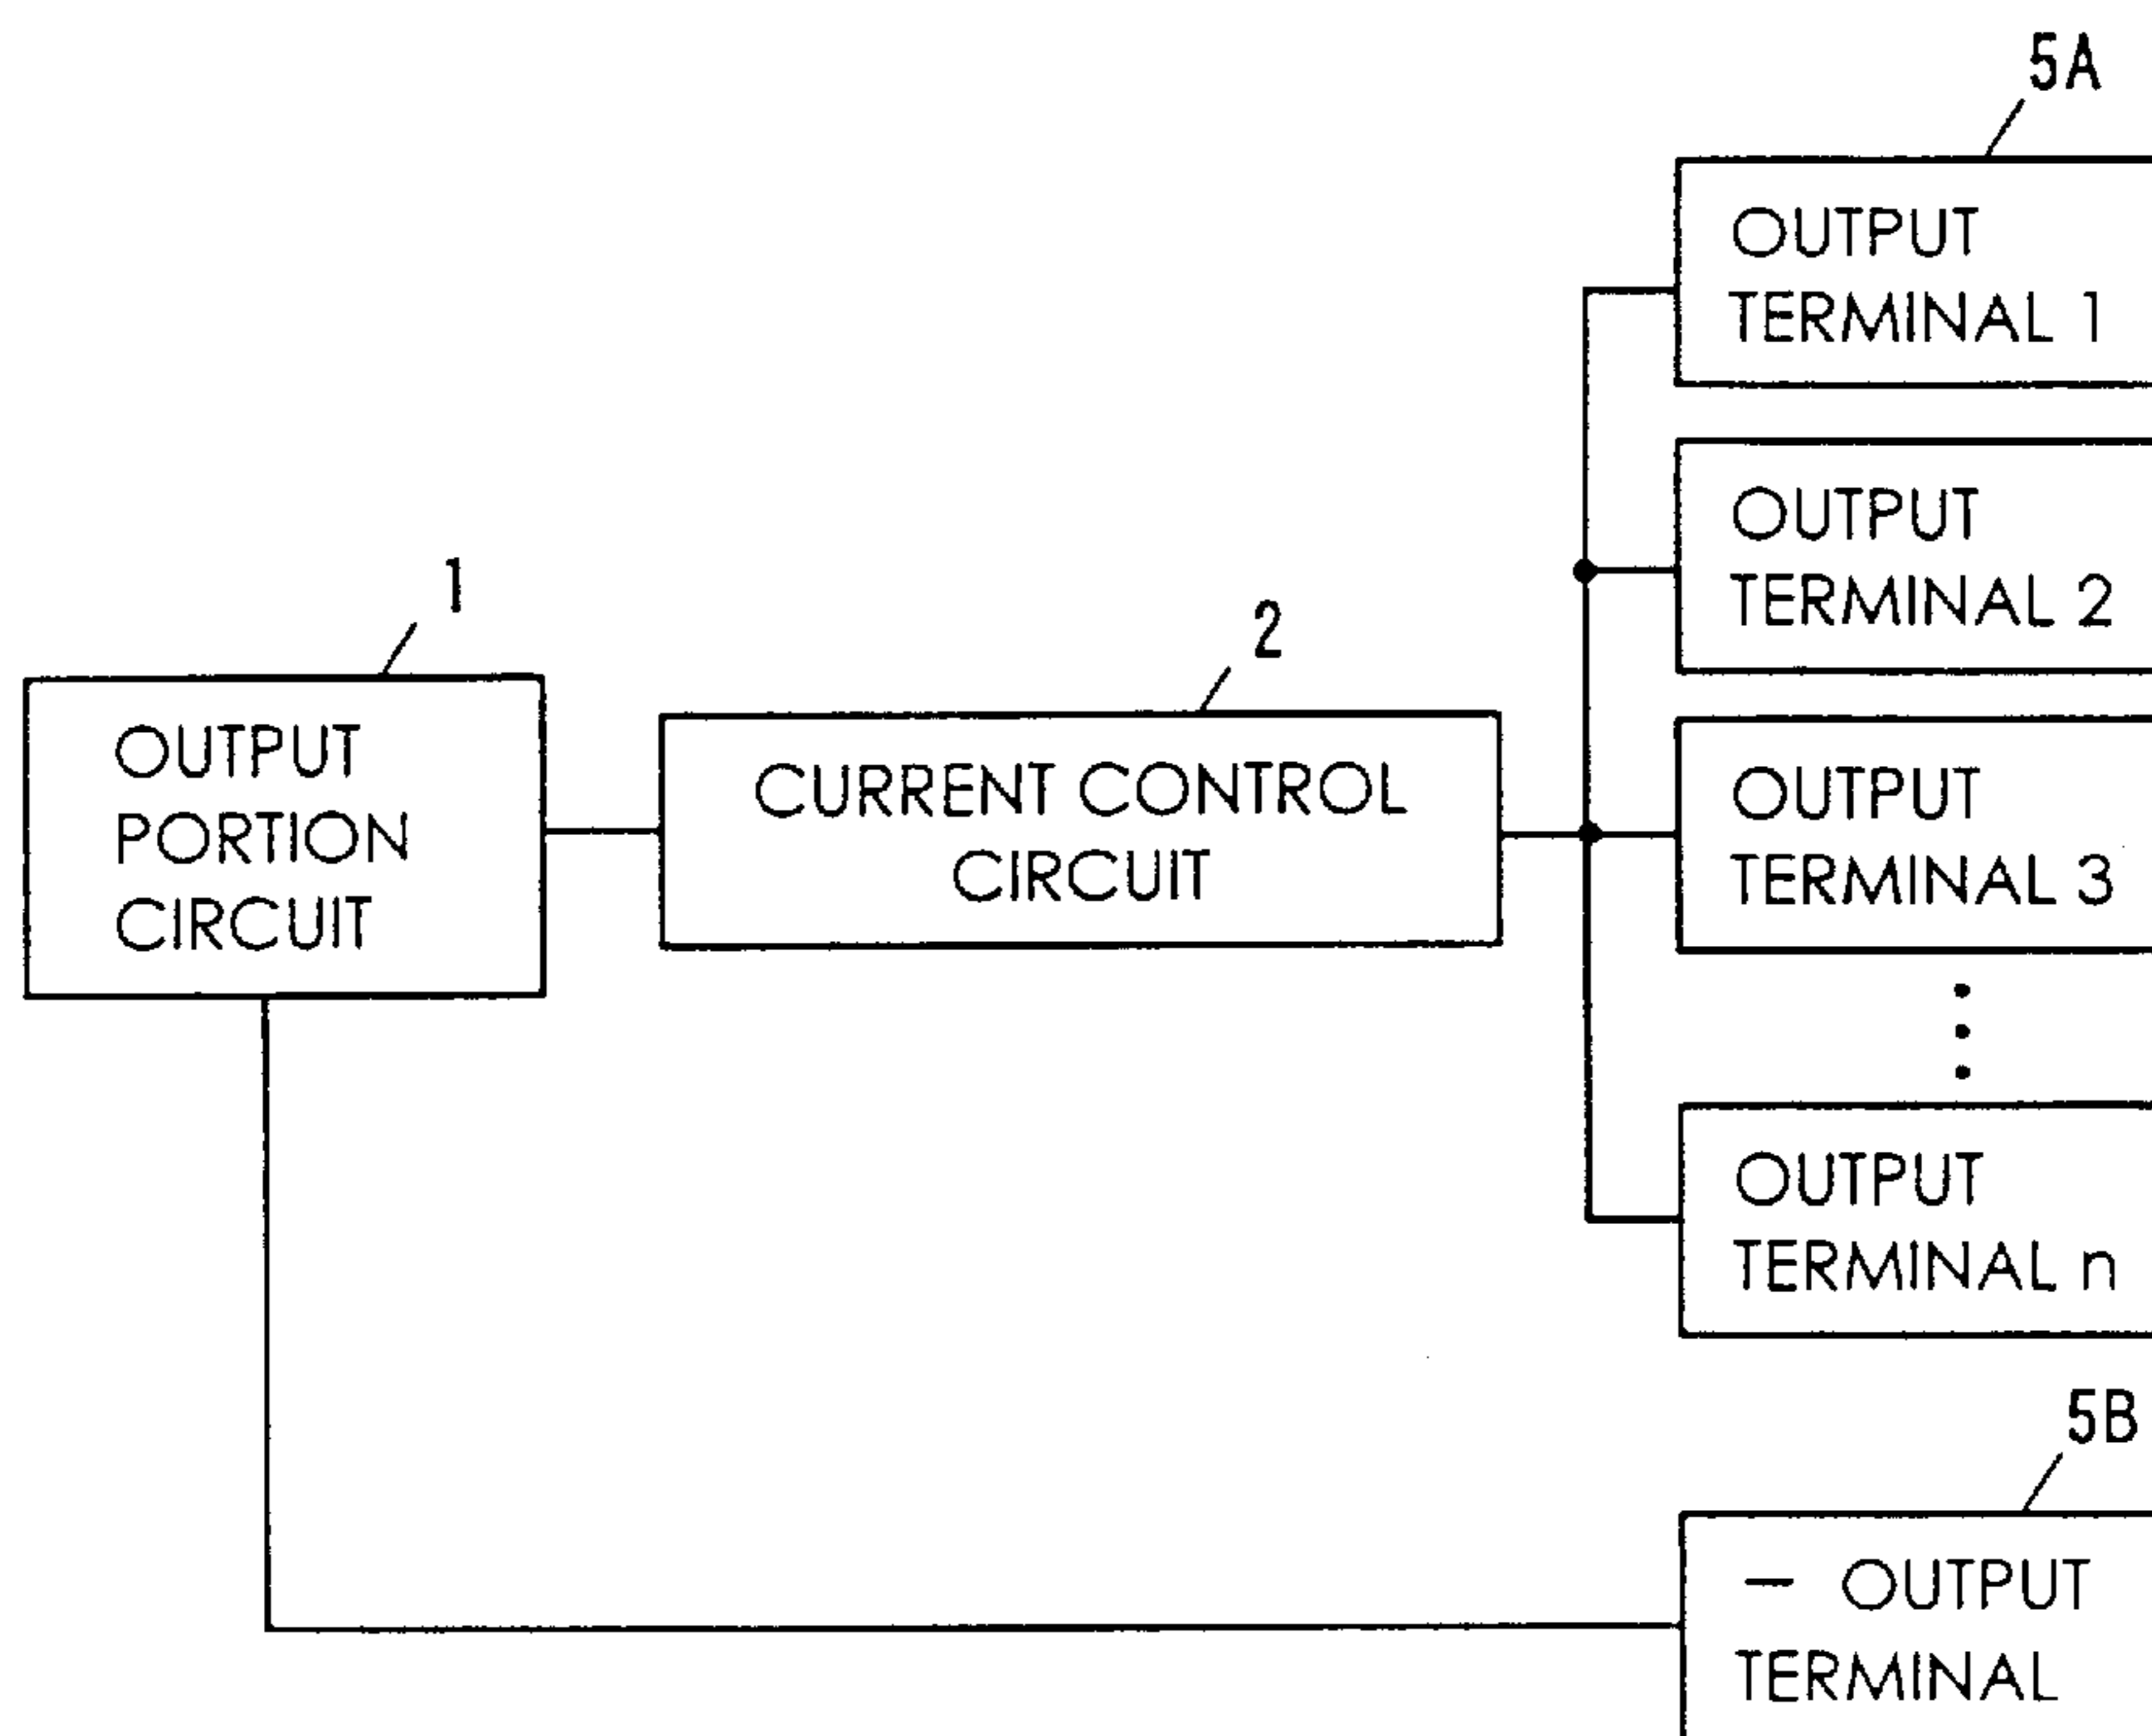 5A
OUTPUT
TERMINAL 1
OUTPUT
TERMINAL 2
1
2
OUTPUT
PORTION
CIRCUIT
CURRENT CONTROL
CIRCUIT
OUTPUT
TERMINAL 3
OUTPUT
TERMINAL n
5B
— OUTPUT
TERMINAL